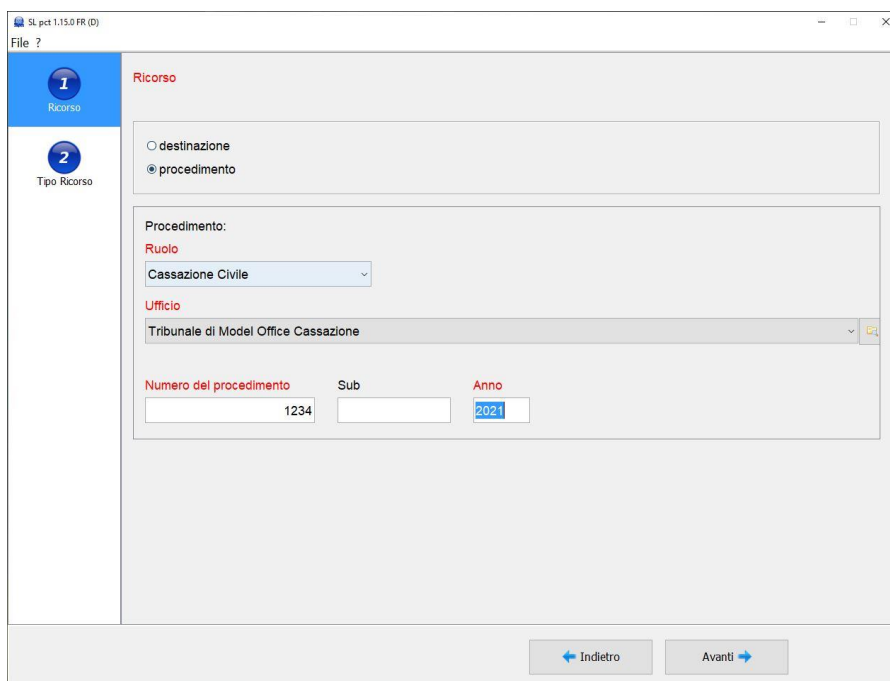 SL pct 1.15.0 FR (D)
File ?
1
Ricorso
2
Tipo Ricorso
Ricorso
destinazione
procedimento
Procedimento:
Ruolo
Cassazione Civile
Ufficio
Tribunale di Model Office Cassazione
Numero del procedimento Sub Anno
1234 2021
Indietro Avanti